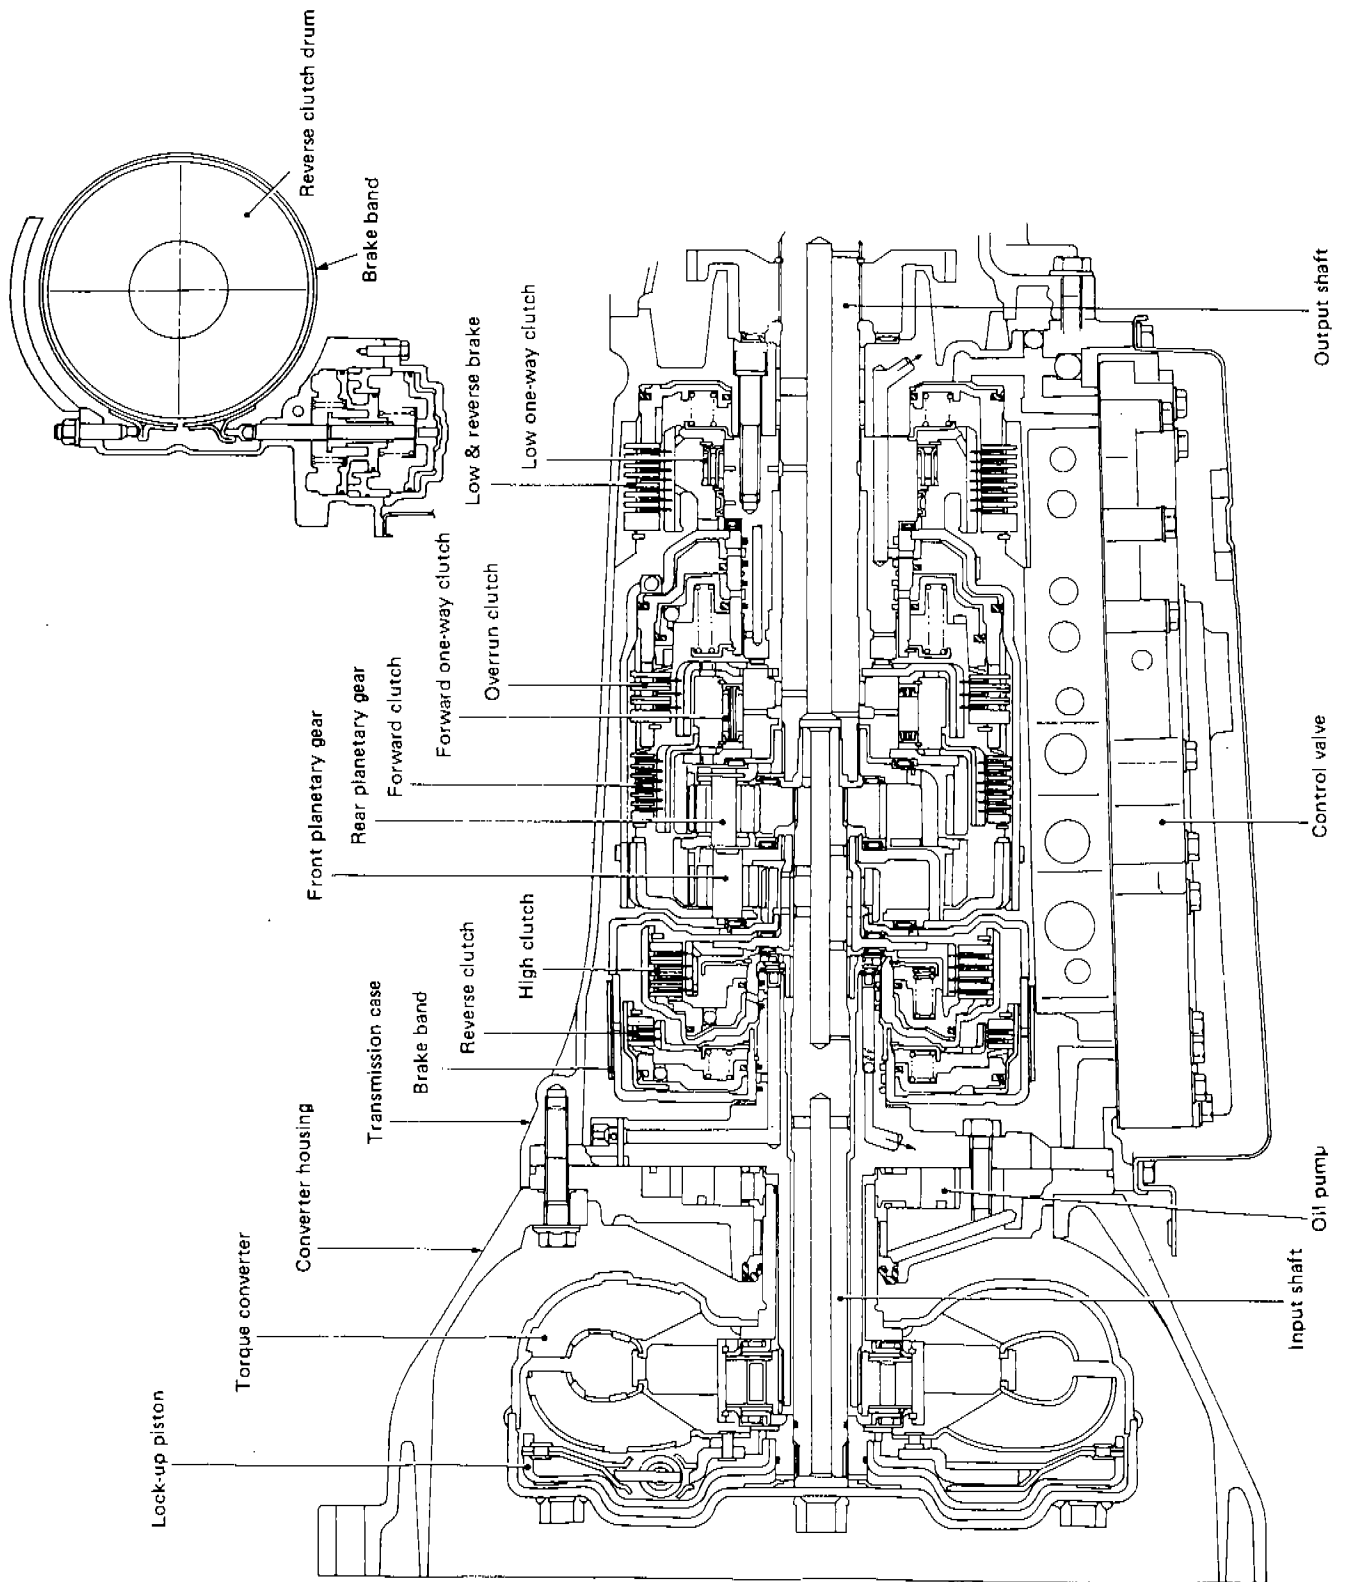 Reverse clutch drum
Brake band
Low one-way clutch
Low & reverse brake
Forward one-way clutch
Overrun clutch
Front planetary gear
Rear planetary gear
Forward clutch
High clutch
Reverse clutch
Transmission case
Brake band
Converter housing
Torque converter
Lock-up piston
Output shaft
Control valve
Oil pump
Input shaft